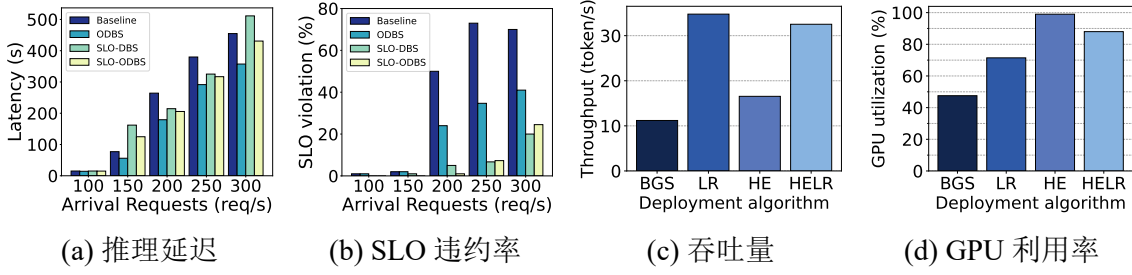 Latency (s)
500
400
300
200
100
0
Baseline
ODBS
SLO-DBS
SLO-ODBS
100 150 200 250 300
Arrival Requests (req/s)
(a) 推理延迟
SLO violation (%)
80
60
40
20
0
Baseline
ODBS
SLO-DBS
SLO-ODBS
100 150 200 250 300
Arrival Requests (req/s)
(b) SLO 违约率
Throughput (token/s)
30
20
10
0
BGS LR HE HELR
Deployment algorithm
(c) 吞吐量
GPU utilization (%)
100
80
60
40
20
0
BGS LR HE HELR
Deployment algorithm
(d) GPU 利用率